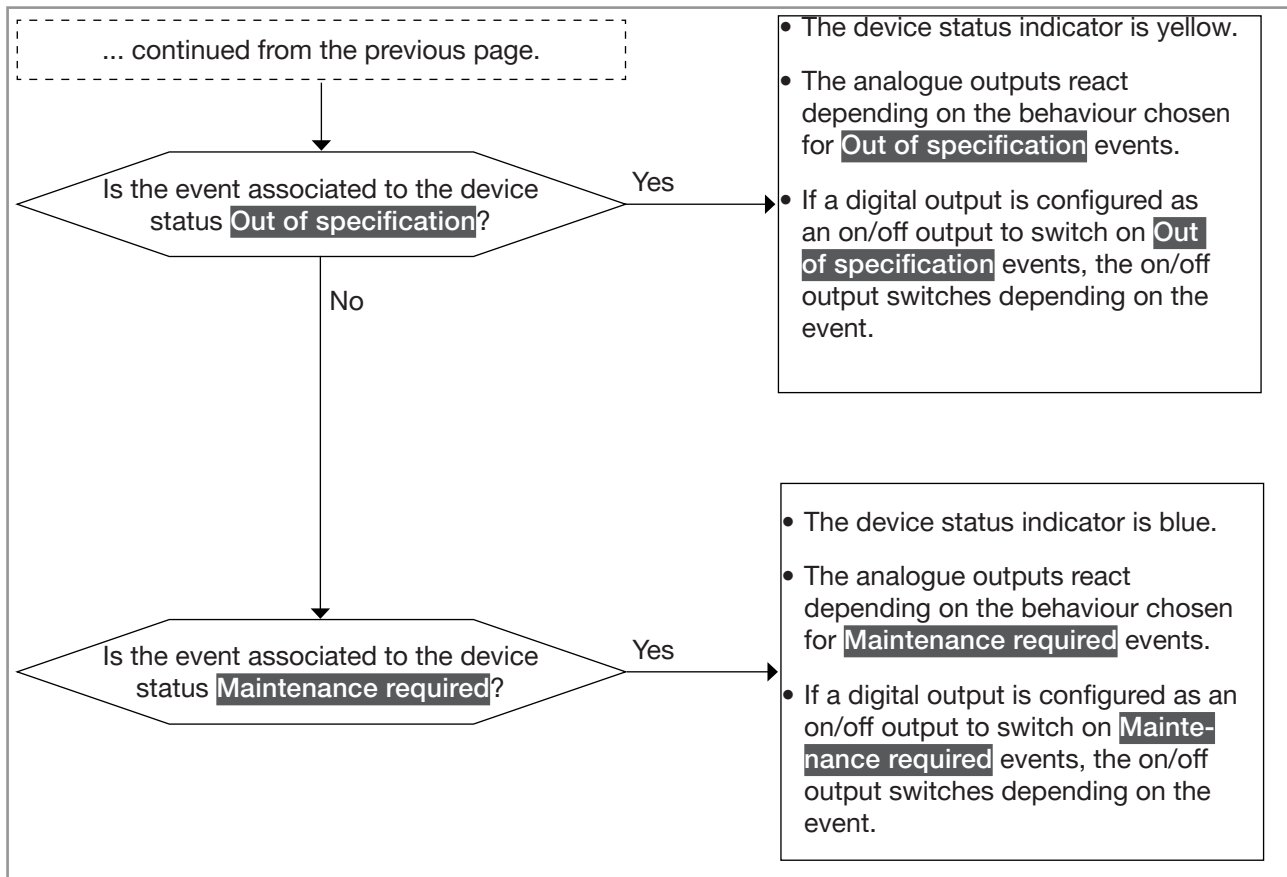 ... continued from the previous page.
Is the event associated to the device
status Out of specification?
Yes
• The device status indicator is yellow.
• The analogue outputs react
depending on the behaviour chosen
for Out of specification events.
• If a digital output is configured as
an on/off output to switch on Out
of specification events, the on/off
output switches depending on the
event.
No
Is the event associated to the device
status Maintenance required?
Yes
• The device status indicator is blue.
• The analogue outputs react
depending on the behaviour chosen
for Maintenance required events.
• If a digital output is configured as an
on/off output to switch on Mainte-
nance required events, the on/off
output switches depending on the
event.